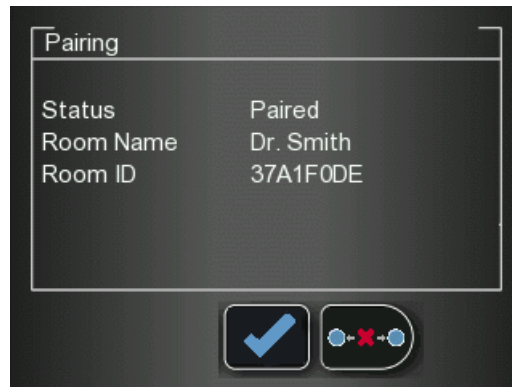 Pairing
Status Paired
Room Name Dr. Smith
Room ID 37A1F0DE